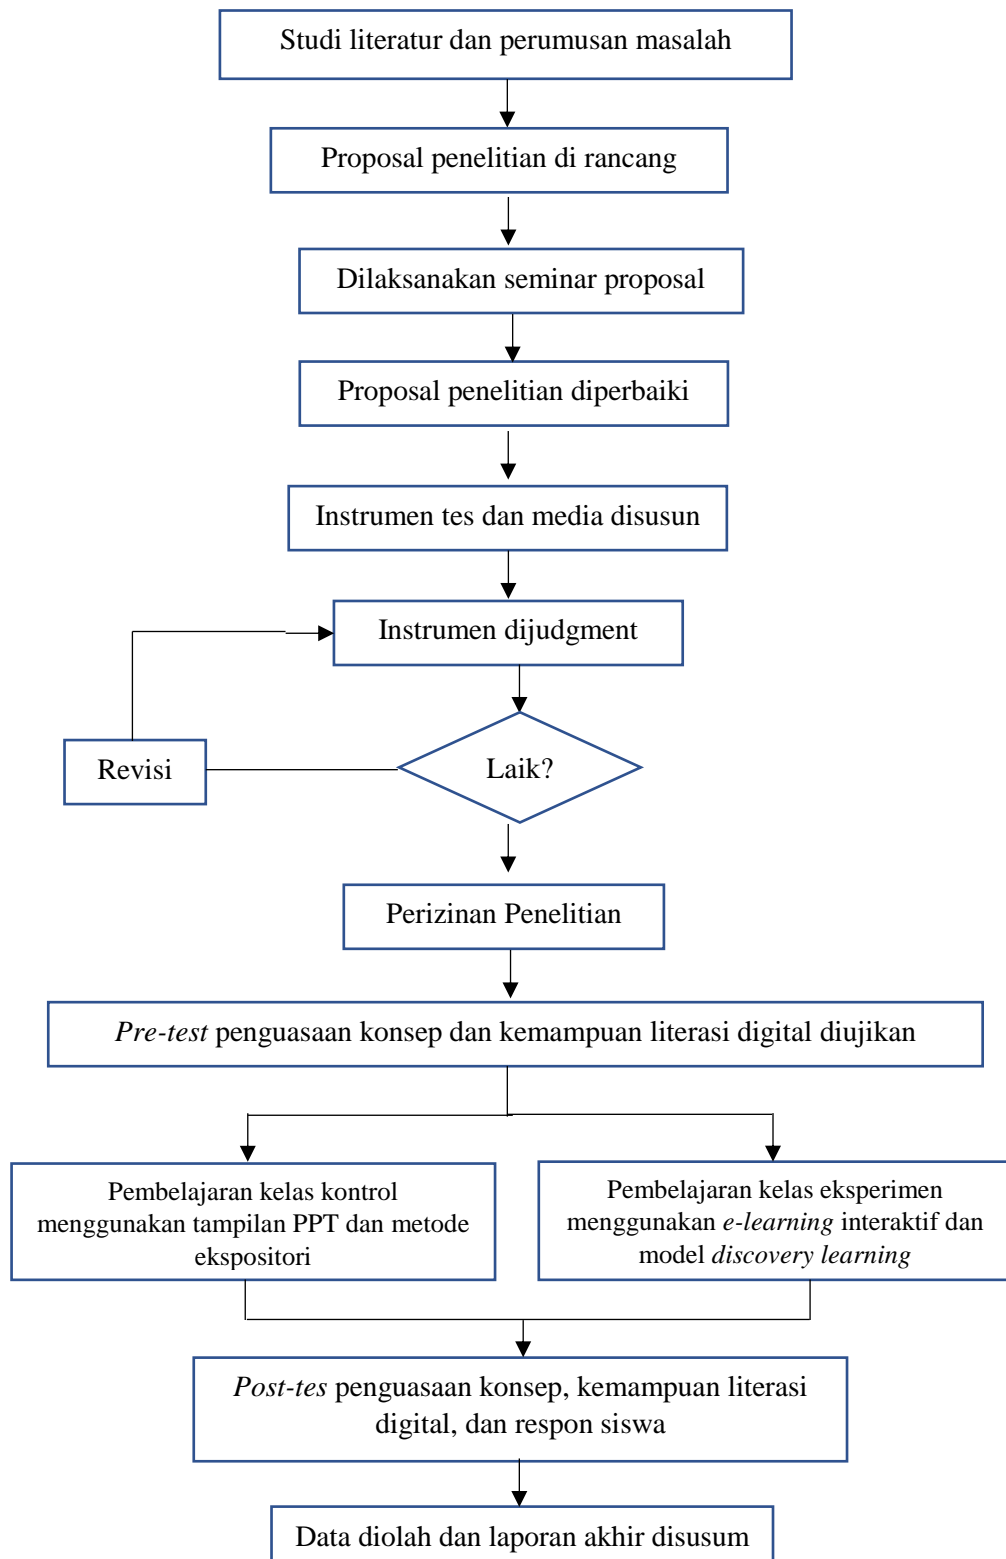 Studi literatur dan perumusan masalah
Proposal penelitian di rancang
Dilaksanakan seminar proposal
Proposal penelitian diperbaiki
Instrumen tes dan media disusun
Instrumen dijudgment
Revisi
Laik?
Perizinan Penelitian
Pre-test penguasaan konsep dan kemampuan literasi digital diujikan
Pembelajaran kelas kontrol
menggunakan tampilan PPT dan metode
ekspositori
Pembelajaran kelas eksperimen
menggunakan e-learning interaktif dan
model discovery learning
Post-tes penguasaan konsep, kemampuan literasi
digital, dan respon siswa
Data diolah dan laporan akhir disusum